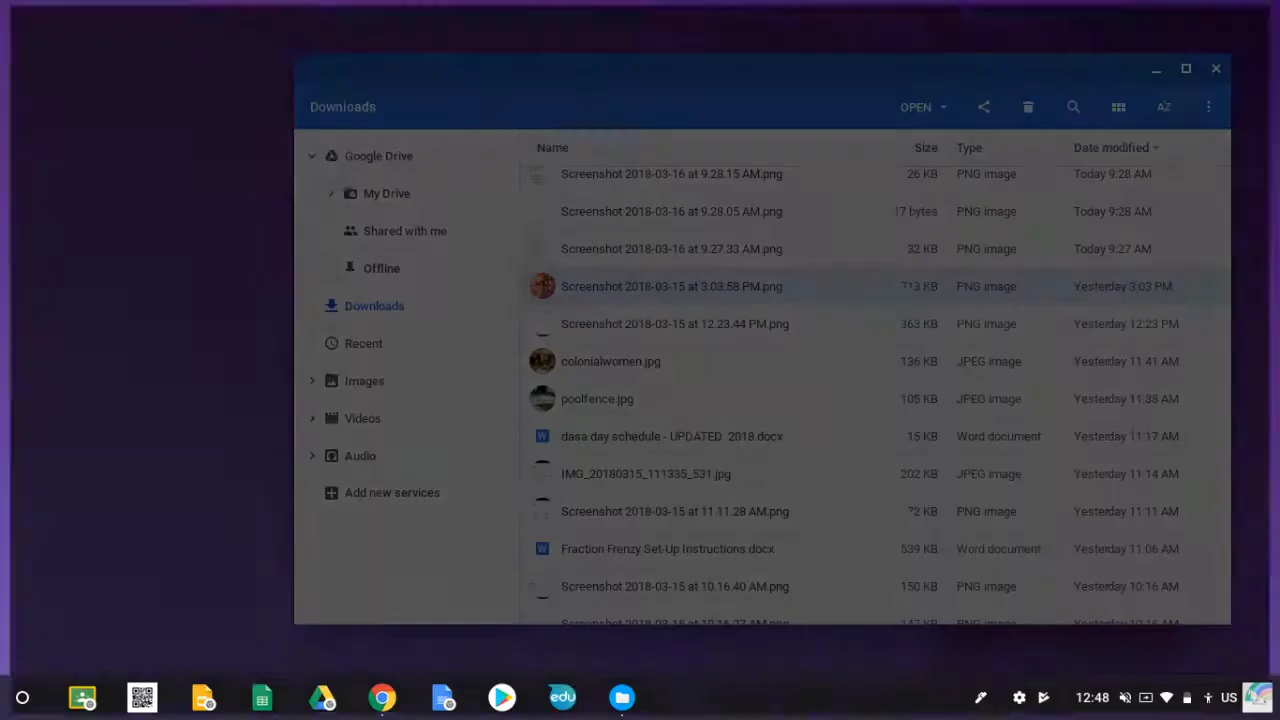 Downloads
OPEN
AZ
Google Drive
My Drive
Shared with me
Offline
Downloads
Recent
Images
Videos
Audio
Add new services
Name Size Type Date modified
Screenshot 2018-03-16 at 9.28.15 AM.png 26 KB PNG image Today 9:28 AM
Screenshot 2018-03-16 at 9.28.05 AM.png 17 bytes PNG image Today 9:28 AM
Screenshot 2018-03-16 at 9.27.33 AM.png 32 KB PNG image Today 9:27 AM
Screenshot 2018-03-15 at 3.03.58 PM.png 713 KB PNG image Yesterday 3:03 PM
Screenshot 2018-03-15 at 12.23.44 PM.png 363 KB PNG image Yesterday 12:23 PM
colonialwomen.jpg 136 KB JPEG image Yesterday 11:41 AM
poolfence.jpg 105 KB JPEG image Yesterday 11:38 AM
W dasa day schedule - UPDATED 2018.docx 15 KB Word document Yesterday 11:17 AM
IMG_20180315_111335_531.jpg 202 KB JPEG image Yesterday 11:14 AM
Screenshot 2018-03-15 at 11.11.28 AM.png 72 KB PNG image Yesterday 11:11 AM
W Fraction Frenzy Set-Up Instructions.docx 539 KB Word document Yesterday 11:06 AM
Screenshot 2018-03-15 at 10.16.40 AM.png 150 KB PNG image Yesterday 10:16 AM
edu
12:48 US